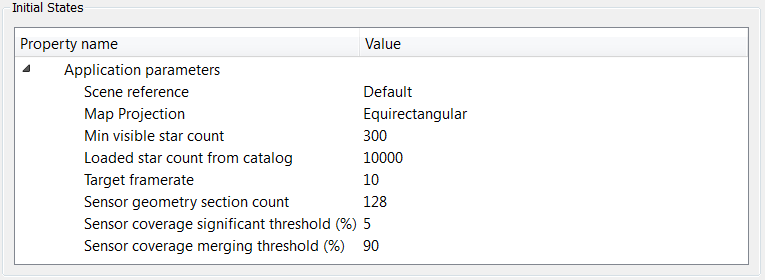 Initial States
Property name Value
Application parameters
Scene reference Default
Map Projection Equirectangular
Min visible star count 300
Loaded star count from catalog 10000
Target framerate 10
Sensor geometry section count 128
Sensor coverage significant threshold (%) 5
Sensor coverage merging threshold (%) 90